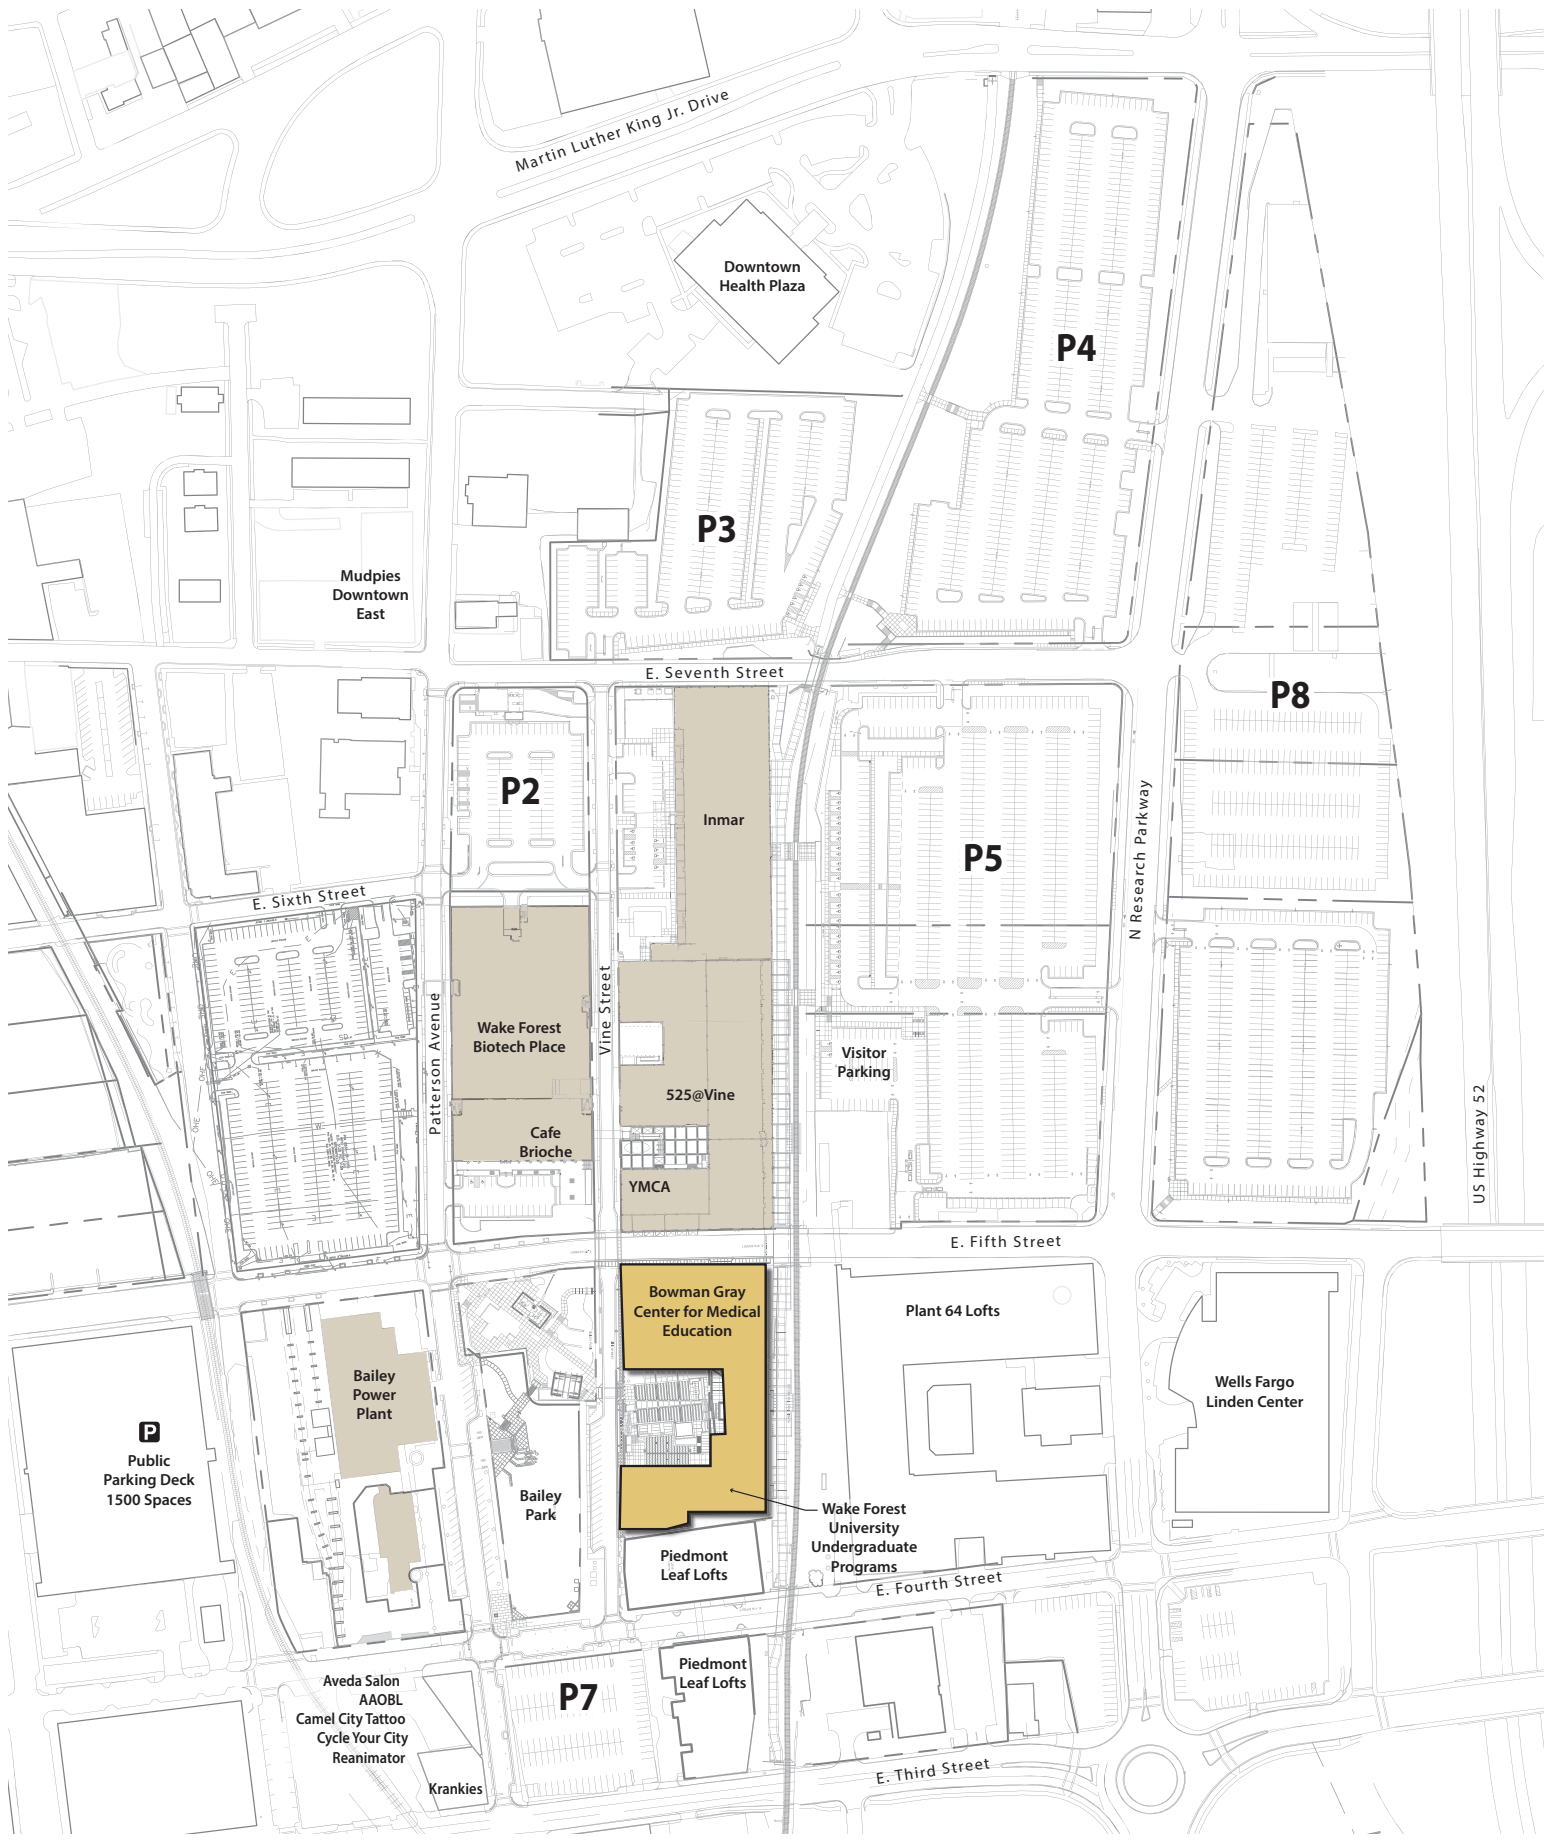 Martin Luther King Jr. Drive
Downtown
Health Plaza
P4
P3
Mudpies
Downtown
East
E. Seventh Street
P8
P2
Inmar
P5
N Research Parkway
E. Sixth Street
Patterson Avenue
Vine Street
Wake Forest
Biotech Place
Visitor
Parking
525@Vine
US Highway 52
Cafe
Brioche
YMCA
E. Fifth Street
Bowman Gray
Center for Medical
Education
Plant 64 Lofts
Bailey
Power
Plant
Wells Fargo
Linden Center
P
Public
Parking Deck
1500 Spaces
Bailey
Park
Wake Forest
University
Undergraduate
Programs
Piedmont
Leaf Lofts
E. Fourth Street
Aveda Salon
AAOBL
Camel City Tattoo
Cycle Your City
Reanimator
P7
Piedmont
Leaf Lofts
Krankies
E. Third Street